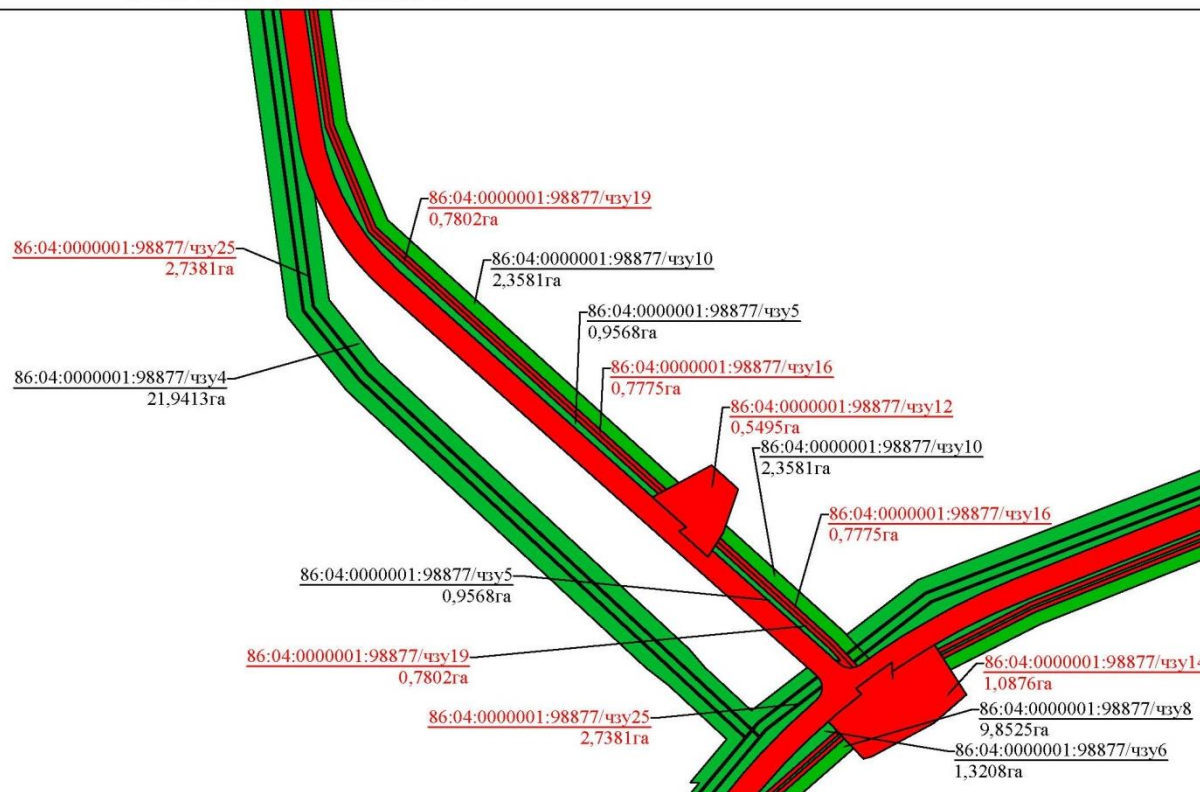 86:04:0000001:98877/чзу19
0,7802га
86:04:0000001:98877/чзу25
2,7381га
86:04:0000001:98877/чзу10
2,3581га
86:04:0000001:98877/чзу5
0,9568га
86:04:0000001:98877/чзу16
0,7775га
86:04:0000001:98877/чзу4
21,9413га
86:04:0000001:98877/чзу12
0,5495га
86:04:0000001:98877/чзу10
2,3581га
86:04:0000001:98877/чзу16
0,7775га
86:04:0000001:98877/чзу5
0,9568га
86:04:0000001:98877/чзу19
0,7802га
86:04:0000001:98877/чзу14
1,0876га
86:04:0000001:98877/чзу25
2,7381га
86:04:0000001:98877/чзу8
9,8525га
86:04:0000001:98877/чзу6
1,3208га